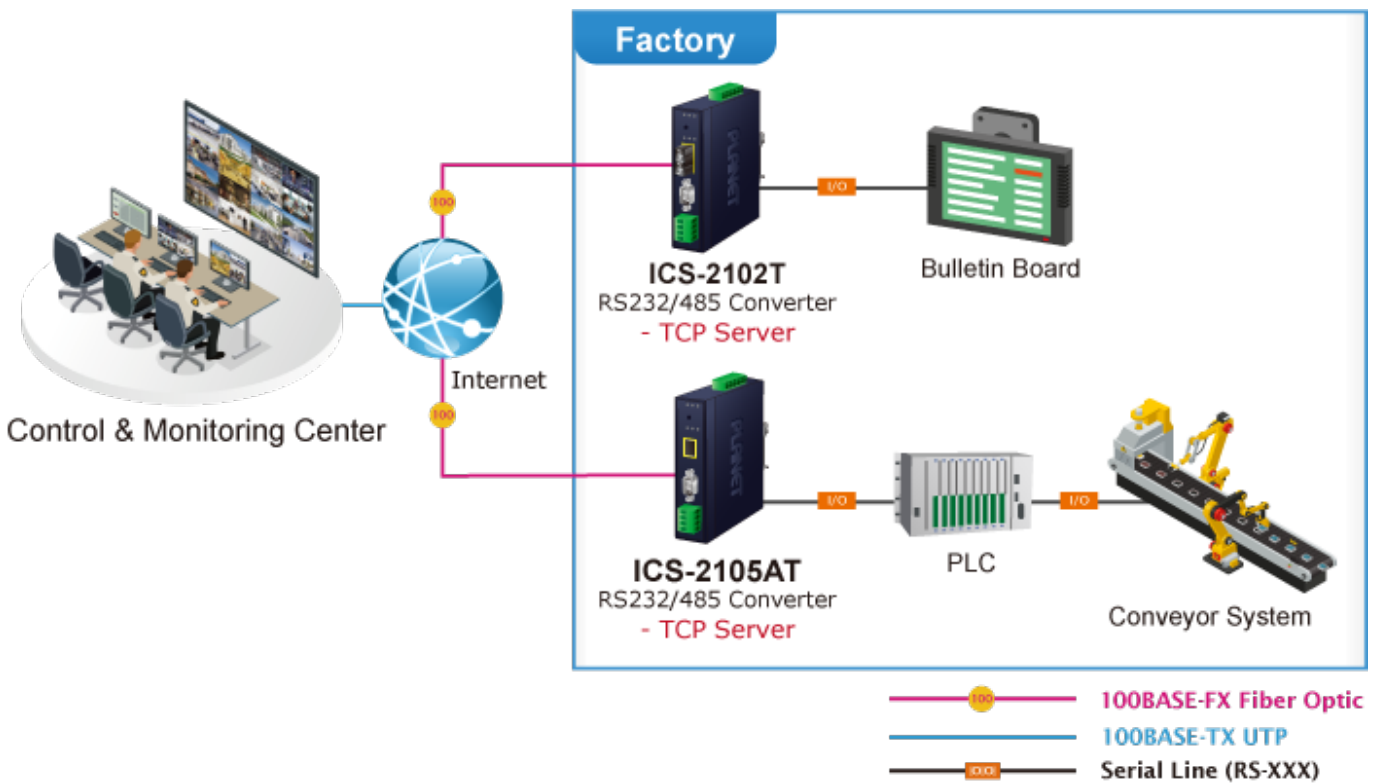 Factory
PLANET
100
I/O
ICS-2102T
RS232/485 Converter
- TCP Server
Bulletin Board
Internet
Control & Monitoring Center
100
PLANET
I/O
I/O
ICS-2105AT
RS232/485 Converter
- TCP Server
PLC
Conveyor System
100
100BASE-FX Fiber Optic
100BASE-TX UTP
Serial Line (RS-XXX)